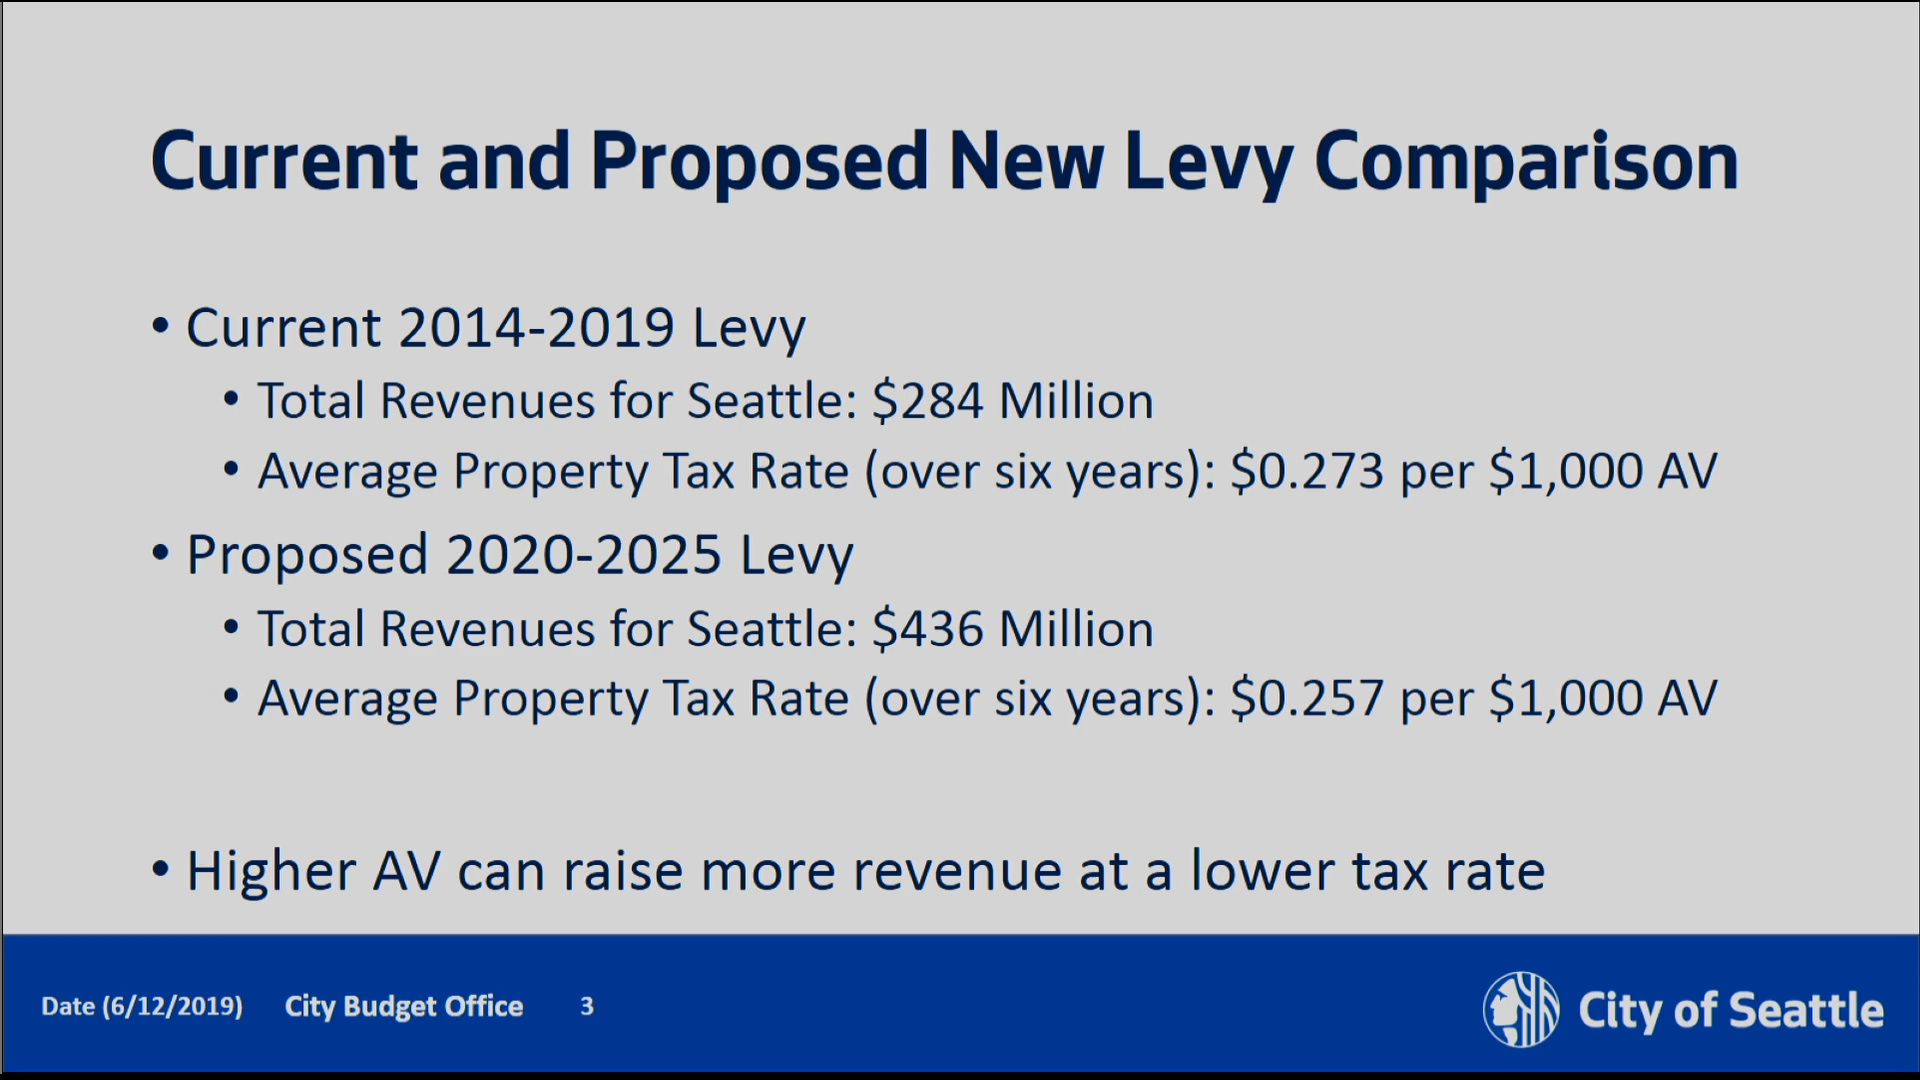 Current and Proposed New Levy Comparison
• Current 2014-2019 Levy
• Total Revenues for Seattle: $284 Million
• Average Property Tax Rate (over six years): $0.273 per $1,000 AV
• Proposed 2020-2025 Levy
• Total Revenues for Seattle: $436 Million
• Average Property Tax Rate (over six years): $0.257 per $1,000 AV
• Higher AV can raise more revenue at a lower tax rate
Date (6/12/2019) City Budget Office 3
City of Seattle